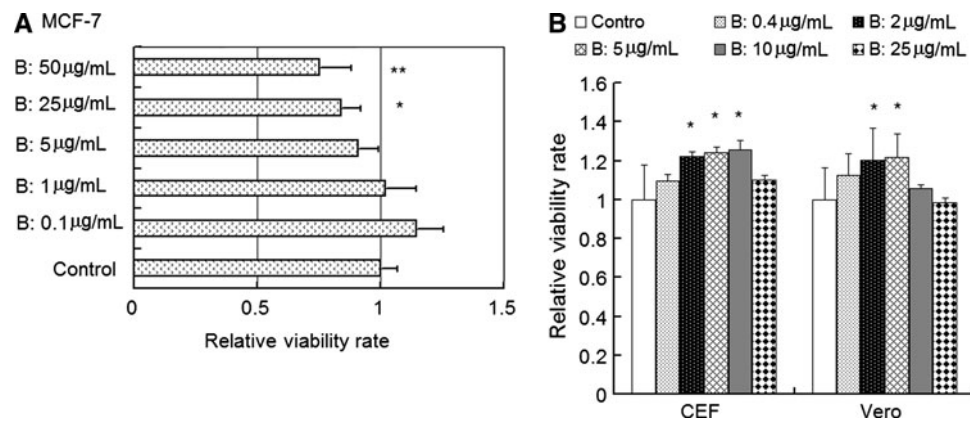 A MCF-7
B: 50μg/mL
**
B: 25μg/mL
*
B: 5μg/mL
B: 1μg/mL
B: 0.1μg/mL
Control
0 0.5 1 1.5
Relative viability rate
B
Contro B: 0.4μg/mL B: 2μg/mL
B: 5μg/mL B: 10μg/mL B: 25μg/mL
Relative viability rate
1.6
1.4
1.2
1
0.8
0.6
0.4
0.2
0
* * * * *
CEF Vero